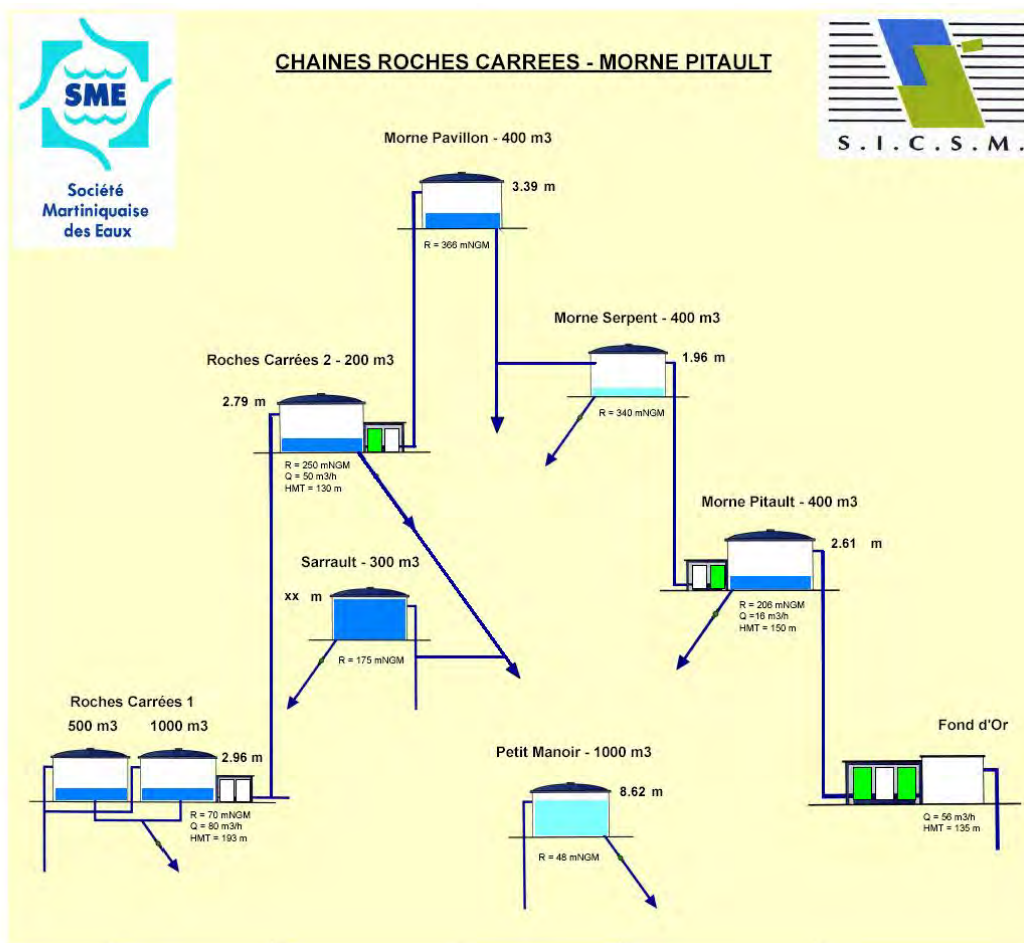 SME
Société
Martiniquaise
des Eaux
CHAINES ROCHES CARREES - MORNE PITAULT
S.I.C.S.M.
Morne Pavillon - 400 m3
3.39 m
R = 366 mNGM
Morne Serpent - 400 m3
1.96 m
R = 340 mNGM
Roches Carrées 2 - 200 m3
2.79 m
R = 250 mNGM
Q = 50 m3/h
HMT = 130 m
Morne Pitault - 400 m3
2.61 m
R = 206 mNGM
Q =16 m3/h
HMT = 150 m
Sarrault - 300 m3
xx m
R = 175 mNGM
Roches Carrées 1
500 m3 1000 m3
2.96 m
R = 70 mNGM
Q = 80 m3/h
HMT = 193 m
Petit Manoir - 1000 m3
8.62 m
R = 48 mNGM
Fond d'Or
Q = 56 m3/h
HMT = 135 m